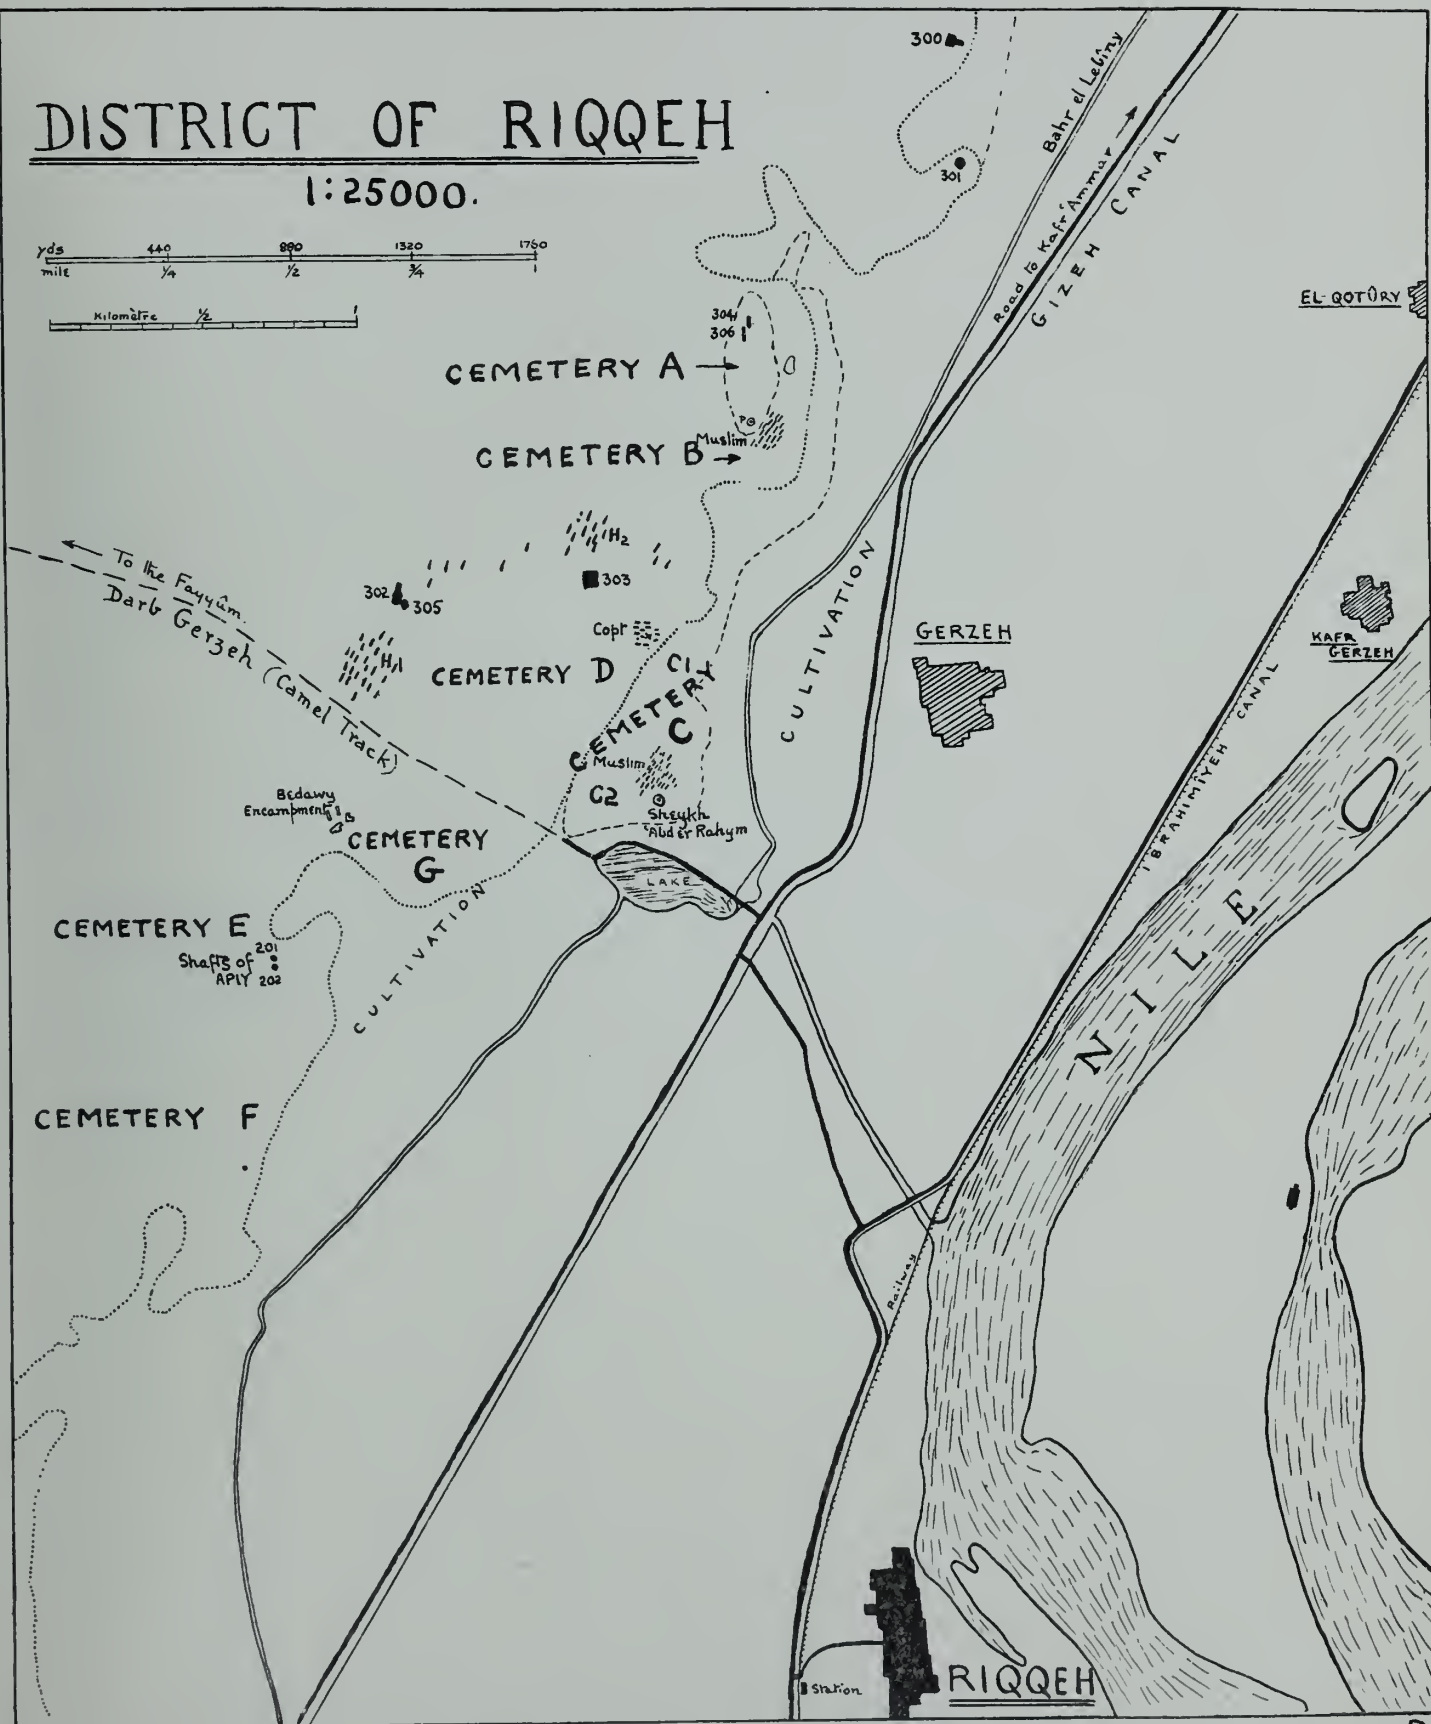 300
DISTRICT OF RIQQEH
1:25000.
Bahr el Lebîny
301
Road to Kafr 'Ammar
GIZEH CANAL
yds 440 880 1320 1760
mile 1/4 1/2 3/4 1
Kilomètre 1/2 1
EL-QOTÛRY
304
306
CEMETERY A
P
Muslim
CEMETERY B
H2
To the Fayyûm.
Darb Gerzeh (Camel Track)
302
305
303
Copt
CULTIVATION
GERZEH
KAFR
GERZEH
H1
CEMETERY D
C1
CEMETERY
C
Muslim
C2
Sheykh
'Abd er Rahym
IBRAHIMÎYEH CANAL
Bedawy
Encampment
CEMETERY
G
LAKE
CULTIVATION
CEMETERY E
201
Shafts of
APIY 202
NILE
CEMETERY F
Railway
Station
RIQQEH